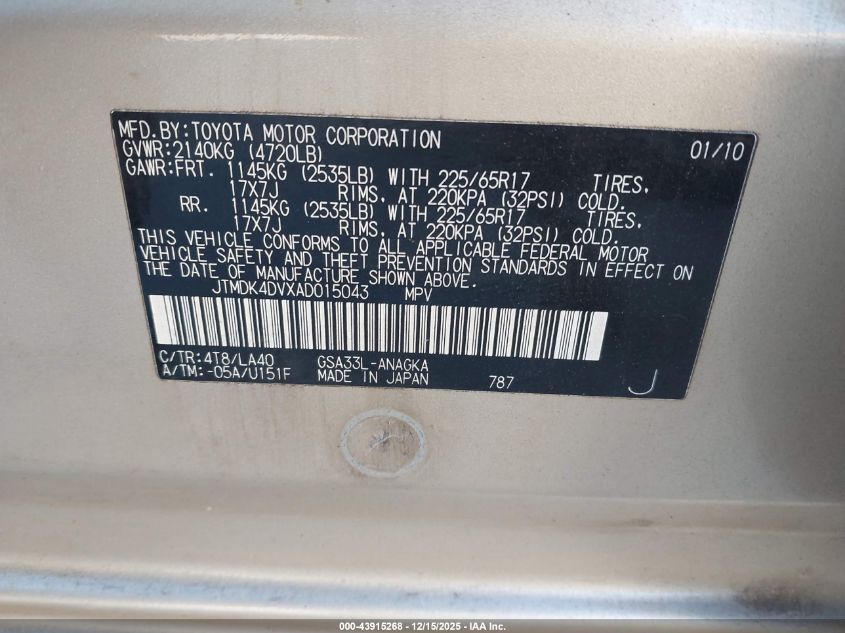 MFD.BY:TOYOTA MOTOR CORPORATION 01/10
GVWR:2140KG (4720LB)
GAWR:FRT. 1145KG (2535LB) WITH 225/65R17 TIRES,
17X7J RIMS, AT 220KPA (32PSI) COLD.
RR. 1145KG (2535LB) WITH 225/65R17 TIRES,
17X7J RIMS, AT 220KPA (32PSI) COLD.
THIS VEHICLE CONFORMS TO ALL APPLICABLE FEDERAL MOTOR
VEHICLE SAFETY AND THEFT PREVENTION STANDARDS IN EFFECT ON
THE DATE OF MANUFACTURE SHOWN ABOVE.
JTMDK4DVXAD015043 MPV
C/TR:4T8/LA40 GSA33L-ANAGKA
A/TM:-05A/U151F MADE IN JAPAN 787 J
000-43915268 - 12/15/2025 - IAA Inc.